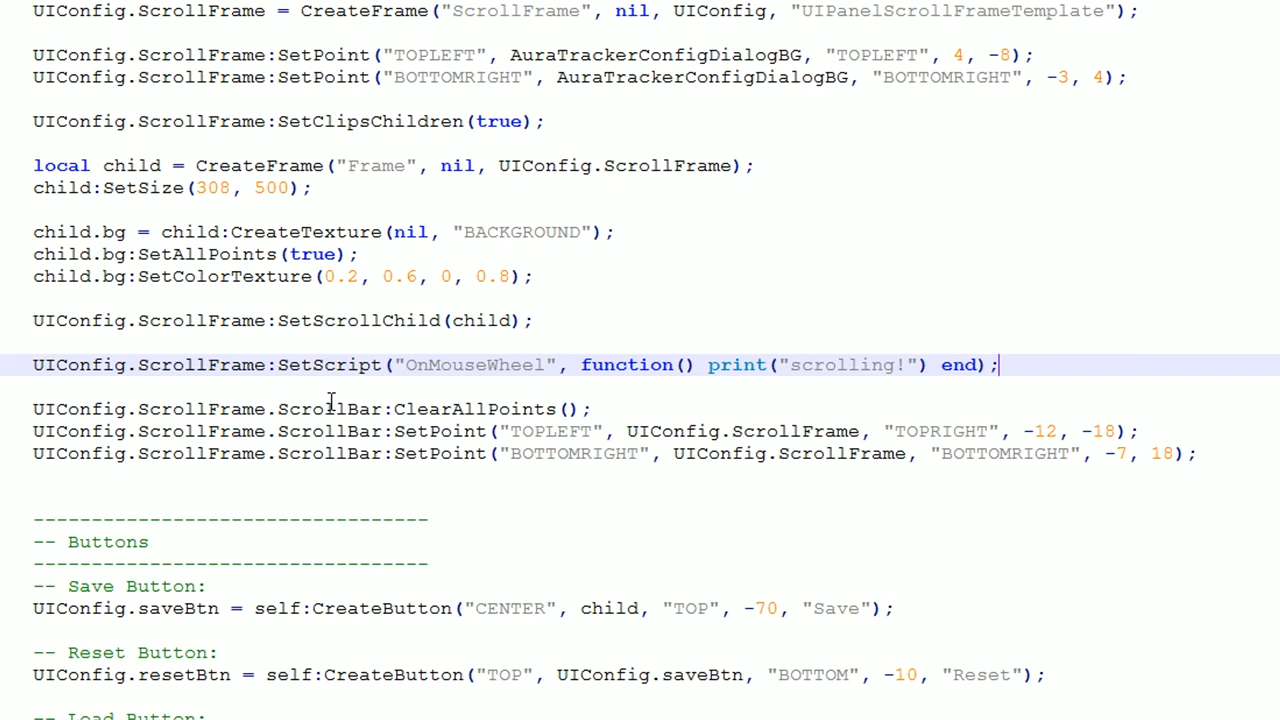 UIConfig.ScrollFrame = CreateFrame("ScrollFrame", nil, UIConfig, "UIPanelScrollFrameTemplate");
UIConfig.ScrollFrame:SetPoint("TOPLEFT", AuraTrackerConfigDialogBG, "TOPLEFT", 4, -8);
UIConfig.ScrollFrame:SetPoint("BOTTOMRIGHT", AuraTrackerConfigDialogBG, "BOTTOMRIGHT", -3, 4);
UIConfig.ScrollFrame:SetClipsChildren(true);
local child = CreateFrame("Frame", nil, UIConfig.ScrollFrame);
child:SetSize(308, 500);
child.bg = child:CreateTexture(nil, "BACKGROUND");
child.bg:SetAllPoints(true);
child.bg:SetColorTexture(0.2, 0.6, 0, 0.8);
UIConfig.ScrollFrame:SetScrollChild(child);
UIConfig.ScrollFrame:SetScript("OnMouseWheel", function() print("scrolling!") end);
UIConfig.ScrollFrame.ScrollBar:ClearAllPoints();
UIConfig.ScrollFrame.ScrollBar:SetPoint("TOPLEFT", UIConfig.ScrollFrame, "TOPRIGHT", -12, -18);
UIConfig.ScrollFrame.ScrollBar:SetPoint("BOTTOMRIGHT", UIConfig.ScrollFrame, "BOTTOMRIGHT", -7, 18);
----------------------------------
-- Buttons
----------------------------------
-- Save Button:
UIConfig.saveBtn = self:CreateButton("CENTER", child, "TOP", -70, "Save");
-- Reset Button:
UIConfig.resetBtn = self:CreateButton("TOP", UIConfig.saveBtn, "BOTTOM", -10, "Reset");
-- Load Button: